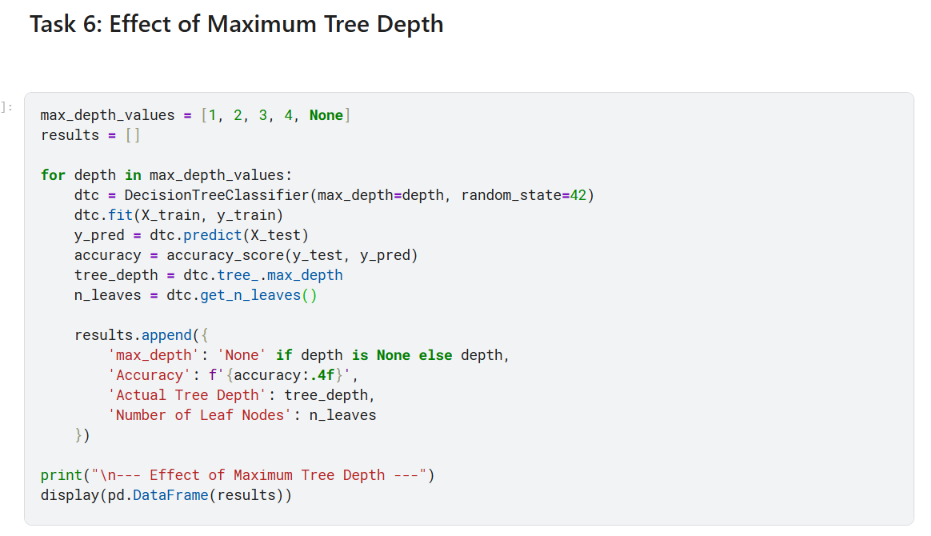 Task 6: Effect of Maximum Tree Depth
]:
max_depth_values = [1, 2, 3, 4, None]
results = []
for depth in max_depth_values:
    dtc = DecisionTreeClassifier(max_depth=depth, random_state=42)
    dtc.fit(X_train, y_train)
    y_pred = dtc.predict(X_test)
    accuracy = accuracy_score(y_test, y_pred)
    tree_depth = dtc.tree_.max_depth
    n_leaves = dtc.get_n_leaves()
    results.append({
        'max_depth': 'None' if depth is None else depth,
        'Accuracy': f'{accuracy:.4f}',
        'Actual Tree Depth': tree_depth,
        'Number of Leaf Nodes': n_leaves
    })
print("\n--- Effect of Maximum Tree Depth ---")
display(pd.DataFrame(results))